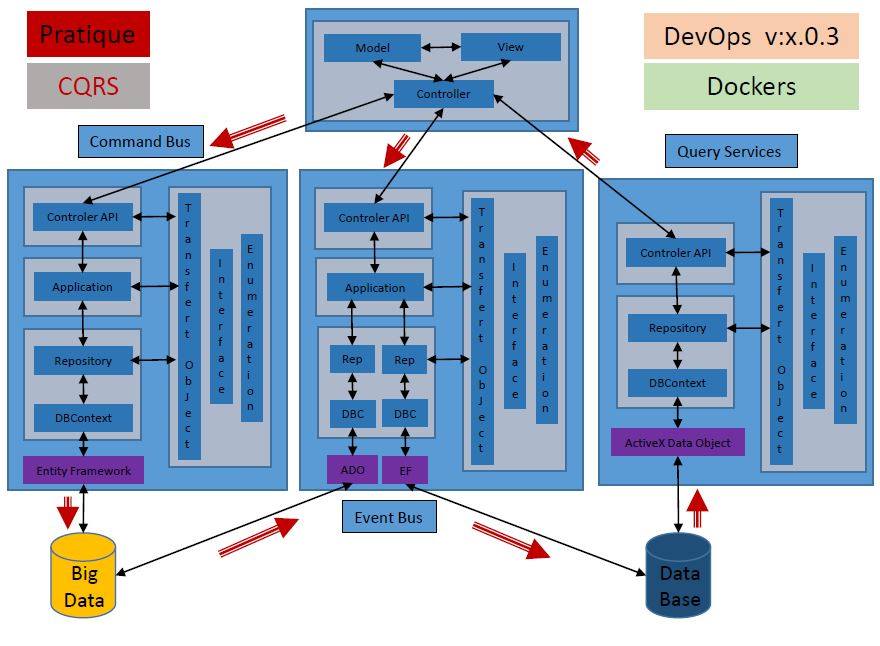 Pratique
CQRS
DevOps v:x.0.3
Dockers
Model
View
Controller
Command Bus
Query Services
Controler API
Application
Repository
DBContext
Entity Framework
Transfert ObJect
Interface
Enumeration
Controler API
Application
Rep
Rep
DBC
DBC
ADO
EF
Transfert ObJect
Interface
Enumeration
Event Bus
Controler API
Repository
DBContext
ActiveX Data Object
Transfert ObJect
Interface
Enumeration
Big
Data
Data
Base